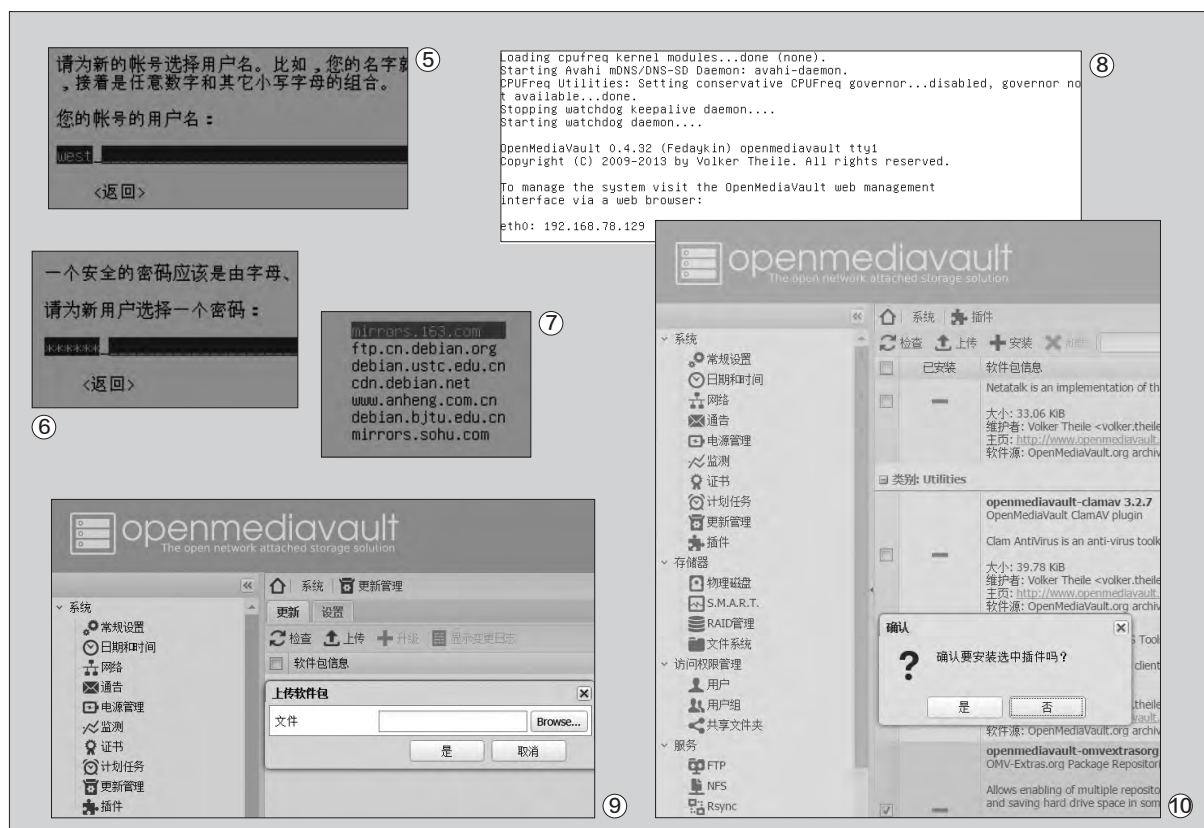 请为新的帐号选择用户名。比如，您的名字就
，接着是任意数字和其它小写字母的组合。
您的帐号的用户名：
west
<返回>
⑤
一个安全的密码应该是由字母、
请为新用户选择一个密码：
******
<返回>
⑥
mirrors.163.com
ftp.cn.debian.org
debian.ustc.edu.cn
cdn.debian.net
www.anheng.com.cn
debian.bjtu.edu.cn
mirrors.sohu.com
⑦
Loading cpufreq kernel modules...done (none).
Starting Avahi mDNS/DNS-SD Daemon: avahi-daemon.
CPUFreq Utilities: Setting conservative CPUFreq governor...disabled, governor no
t available...done.
Stopping watchdog keepalive daemon....
Starting watchdog daemon....
OpenMediaVault 0.4.32 (Fedaykin) openmediavault tty1
Copyright (C) 2009-2013 by Volker Theile. All rights reserved.
To manage the system visit the OpenMediaVault web management
interface via a web browser:
eth0: 192.168.78.129
⑧
openmediavault
The open network attached storage solution
系统
常规设置
日期和时间
网络
通告
电源管理
监测
证书
计划任务
更新管理
插件
系统 更新管理
更新 设置
检查 上传 升级 显示变更日志
软件包信息
上传软件包
文件 Browse...
是 取消
⑨
openmediavault
The open network attached storage solution
系统
常规设置
日期和时间
网络
通告
电源管理
监测
证书
计划任务
更新管理
插件
存储器
物理磁盘
S.M.A.R.T.
RAID管理
文件系统
访问权限管理
用户
用户组
共享文件夹
服务
FTP
NFS
Rsync
系统 插件
检查 上传 安装
已安装 软件包信息
Netatalk is an implementation of th
大小: 33.06 KiB
维护者: Volker Theile <volker.theile
主页: http://www.openmediavault.
软件源: OpenMediaVault.org archiv
类别: Utilities
openmediavault-clamav 3.2.7
OpenMediaVault ClamAV plugin
Clam AntiVirus is an anti-virus toolk
大小: 39.78 KiB
维护者: Volker Theile <volker.theile
主页: http://www.openmediavault.
软件源: OpenMediaVault.org archiv
确认
确认要安装选中插件吗？
是 否
Tools
client
.theile
vault.
软件源: OpenMediaVault.org archiv
openmediavault-omvextrasorg
OMV-Extras.org Package Repositori
Allows enabling of multiple reposito
and saving hard drive space in som
⑩